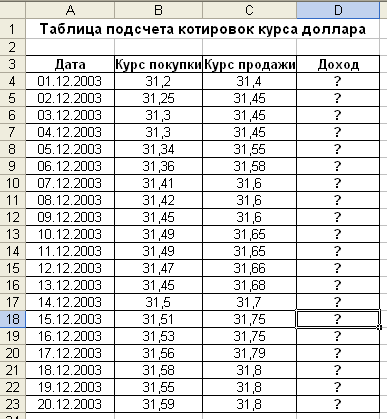 A B C D
1 Таблица подсчета котировок курса доллара
2
3 Дата Курс покупки Курс продажи Доход
4 01.12.2003 31,2 31,4 ?
5 02.12.2003 31,25 31,45 ?
6 03.12.2003 31,3 31,45 ?
7 04.12.2003 31,3 31,45 ?
8 05.12.2003 31,34 31,55 ?
9 06.12.2003 31,36 31,58 ?
10 07.12.2003 31,41 31,6 ?
11 08.12.2003 31,42 31,6 ?
12 09.12.2003 31,45 31,6 ?
13 10.12.2003 31,49 31,65 ?
14 11.12.2003 31,49 31,65 ?
15 12.12.2003 31,47 31,66 ?
16 13.12.2003 31,45 31,68 ?
17 14.12.2003 31,5 31,7 ?
18 15.12.2003 31,51 31,75 ?
19 16.12.2003 31,53 31,75 ?
20 17.12.2003 31,56 31,79 ?
21 18.12.2003 31,58 31,8 ?
22 19.12.2003 31,55 31,8 ?
23 20.12.2003 31,59 31,8 ?